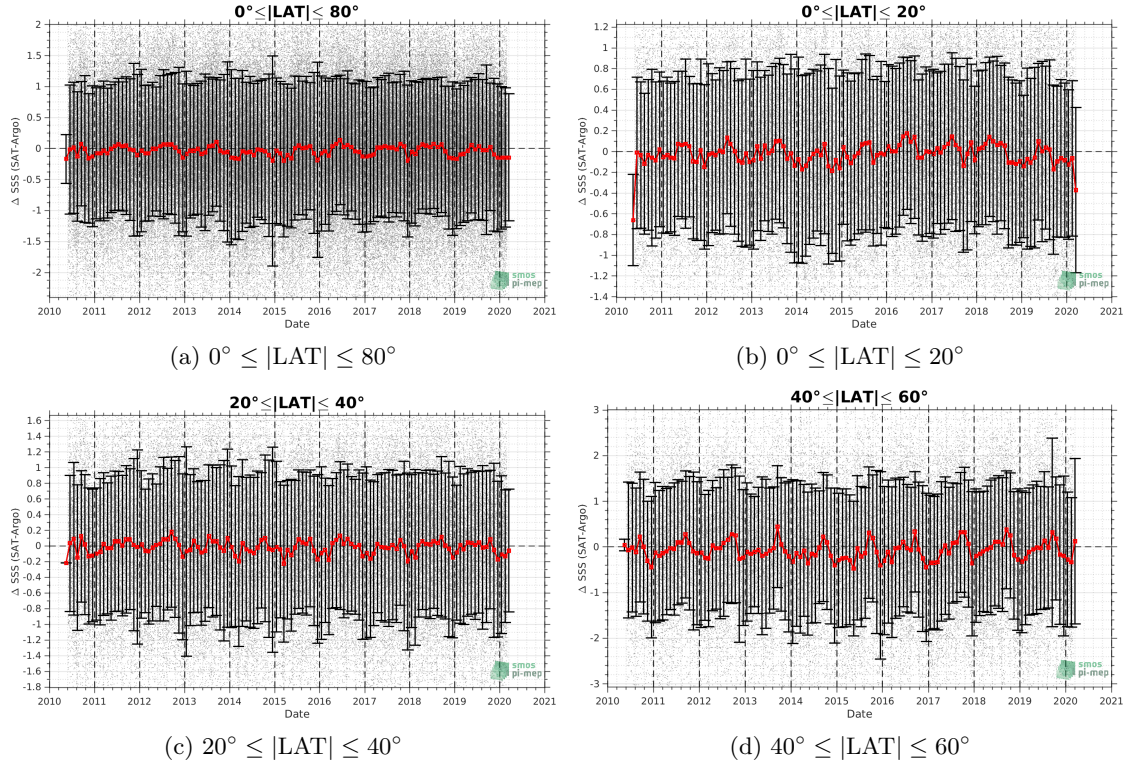 0°≤|LAT|≤ 80°
2
1.5
1
0.5
0
-0.5
-1
-1.5
-2
Δ SSS (SAT-Argo)
2010 2011 2012 2013 2014 2015 2016 2017 2018 2019 2020 2021
Date
smos
pi-mep
(a) 0° ≤ |LAT| ≤ 80°
0°≤|LAT|≤ 20°
1.2
1
0.8
0.6
0.4
0.2
0
-0.2
-0.4
-0.6
-0.8
-1
-1.2
-1.4
Δ SSS (SAT-Argo)
2010 2011 2012 2013 2014 2015 2016 2017 2018 2019 2020 2021
Date
smos
pi-mep
(b) 0° ≤ |LAT| ≤ 20°
20°≤|LAT|≤ 40°
1.6
1.4
1.2
1
0.8
0.6
0.4
0.2
0
-0.2
-0.4
-0.6
-0.8
-1
-1.2
-1.4
-1.6
-1.8
Δ SSS (SAT-Argo)
2010 2011 2012 2013 2014 2015 2016 2017 2018 2019 2020 2021
Date
smos
pi-mep
(c) 20° ≤ |LAT| ≤ 40°
40°≤|LAT|≤ 60°
3
2
1
0
-1
-2
-3
Δ SSS (SAT-Argo)
2010 2011 2012 2013 2014 2015 2016 2017 2018 2019 2020 2021
Date
smos
pi-mep
(d) 40° ≤ |LAT| ≤ 60°